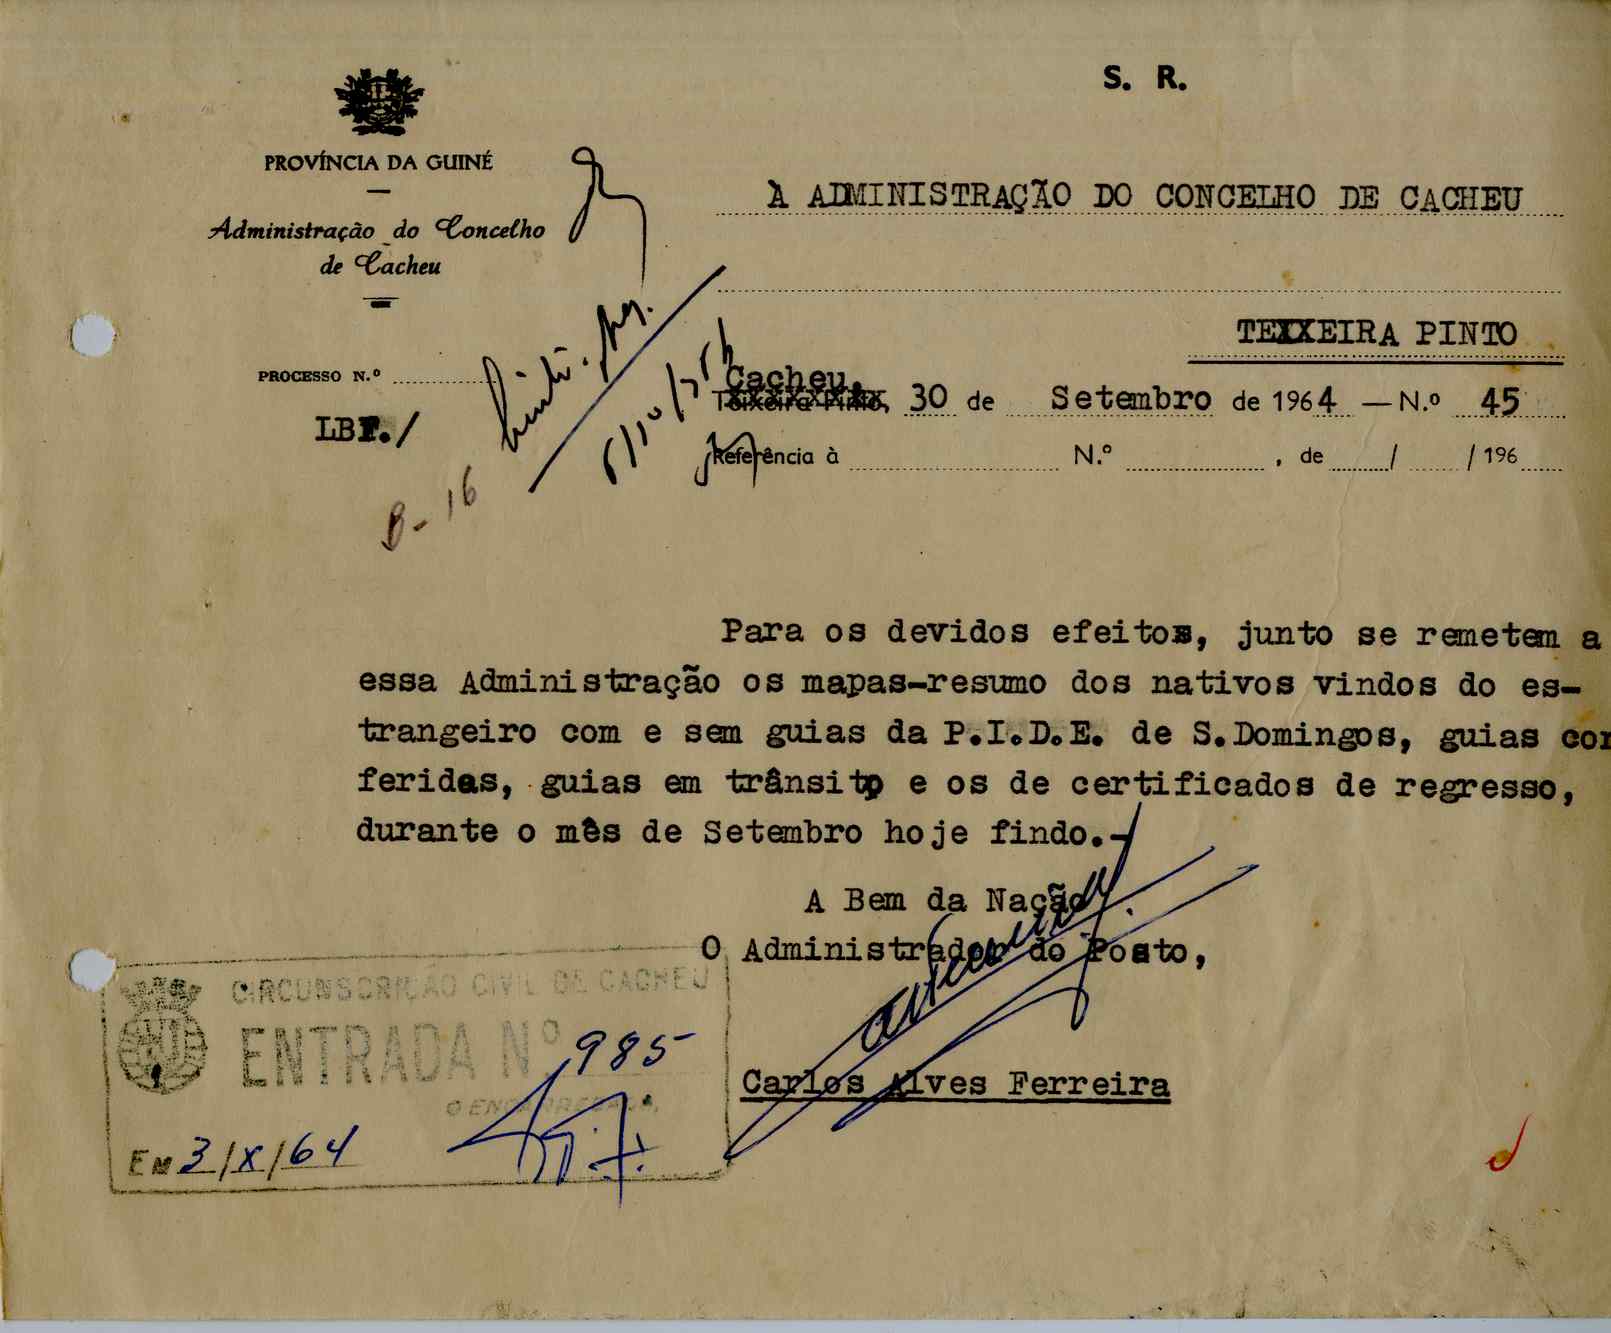 S. R.
PROVÍNCIA DA GUINÉ
Administração do Concelho
de Cacheu
À ADMINISTRAÇÃO DO CONCELHO DE CACHEU
TEIXEIRA PINTO
PROCESSO N.º
LBF./
B-16
Cacheu,
Teixeira Pinto, 30 de Setembro de 1964 — N.º 45
Referência à N.º , de / / 196
Para os devidos efeitos, junto se remetem a
essa Administração os mapas-resumo dos nativos vindos do es-
trangeiro com e sem guias da P.I.D.E. de S.Domingos, guias con
feridas, guias em trânsito e os de certificados de regresso,
durante o mês de Setembro hoje findo.-
A Bem da Nação
O Administrador do Posto,
Carlos Alves Ferreira
CIRCUNSCRIÇÃO CIVIL DE CACHEU
ENTRADA Nº 985
O ENCARREGADO,
EM 3/X/64